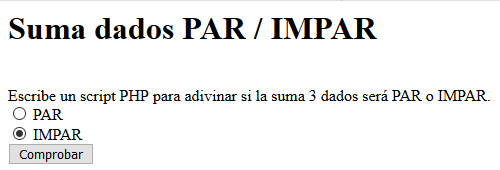 Suma dados PAR / IMPAR
Escribe un script PHP para adivinar si la suma 3 dados será PAR o IMPAR.
PAR
IMPAR
Comprobar